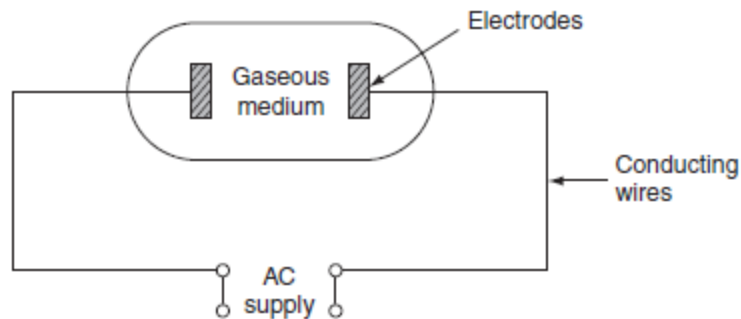 Electrodes
Gaseous
medium
Conducting
wires
AC
supply